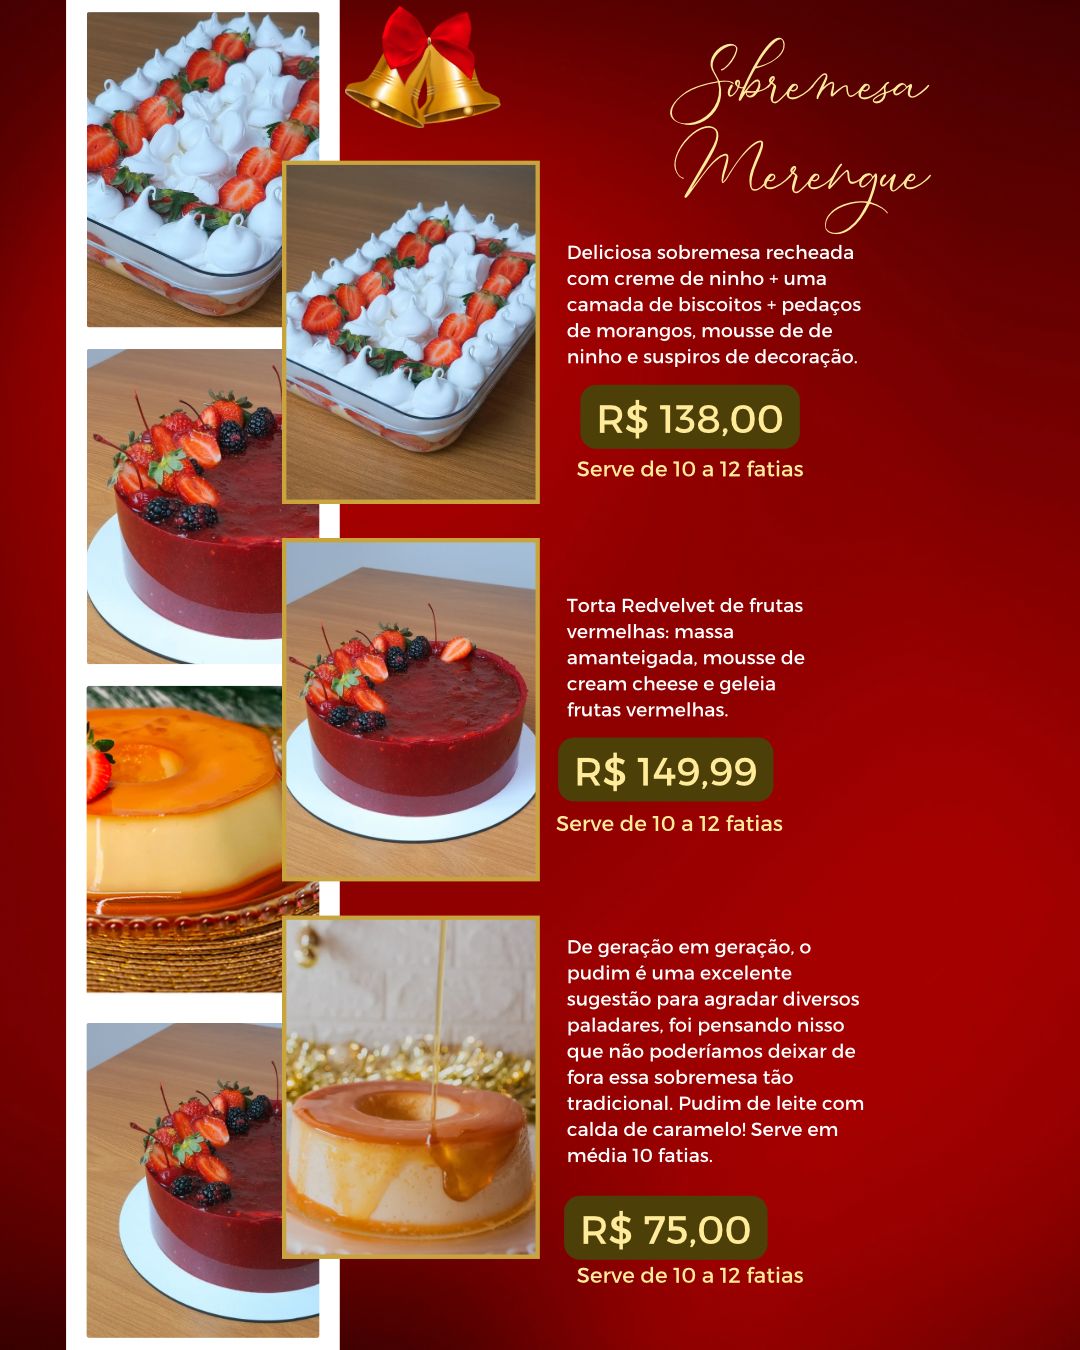 Sobremesa
Merengue
Deliciosa sobremesa recheada
com creme de ninho + uma
camada de biscoitos + pedaços
de morangos, mousse de de
ninho e suspiros de decoração.
R$ 138,00
Serve de 10 a 12 fatias
Torta Redvelvet de frutas
vermelhas: massa
amanteigada, mousse de
cream cheese e geleia
frutas vermelhas.
R$ 149,99
Serve de 10 a 12 fatias
De geração em geração, o
pudim é uma excelente
sugestão para agradar diversos
paladares, foi pensando nisso
que não poderíamos deixar de
fora essa sobremesa tão
tradicional. Pudim de leite com
calda de caramelo! Serve em
média 10 fatias.
R$ 75,00
Serve de 10 a 12 fatias